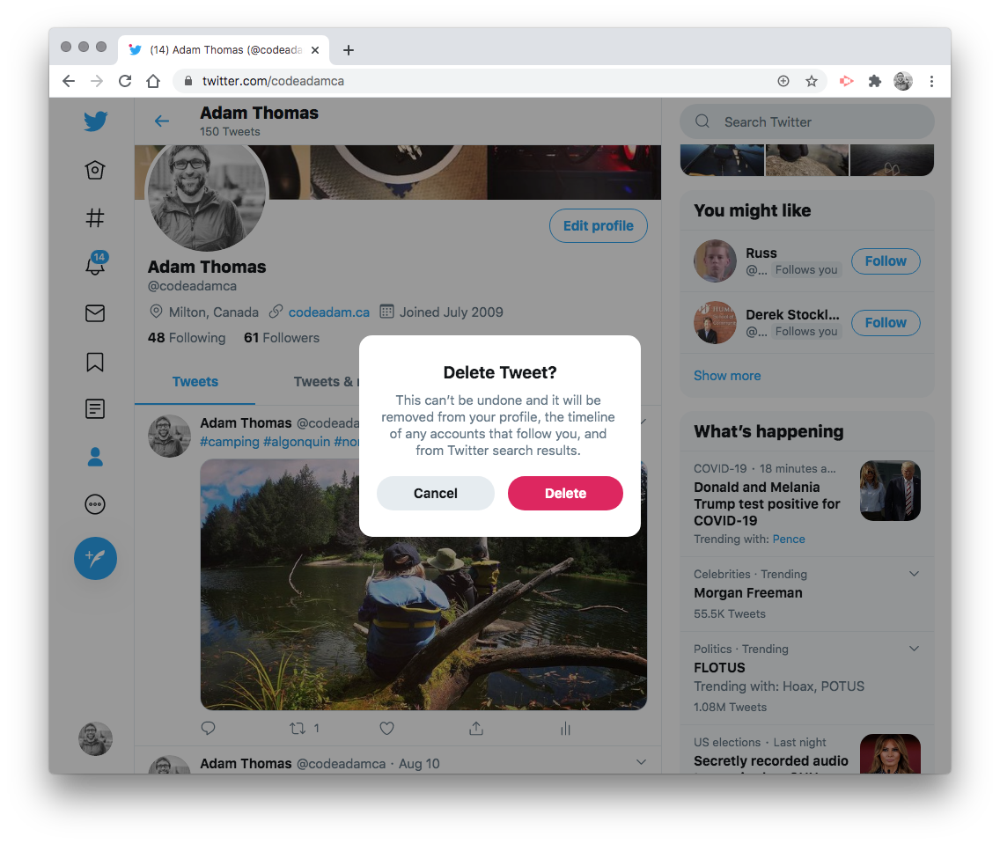 (14) Adam Thomas (@codeada
twitter.com/codeadamca
Adam Thomas
150 Tweets
Edit profile
Adam Thomas
@codeadamca
Milton, Canada codeadam.ca Joined July 2009
48 Following 61 Followers
Tweets Tweets &
Adam Thomas @codeada
#camping #algonquin
1
Adam Thomas @codeadamca · Aug 10
14
Delete Tweet?
This can’t be undone and it will be
removed from your profile, the timeline
of any accounts that follow you, and
from Twitter search results.
Cancel Delete
Search Twitter
You might like
Russ
@... Follows you
Follow
Derek Stockl...
@... Follows you
Follow
Show more
What’s happening
COVID-19 · 18 minutes a...
Donald and Melania
Trump test positive for
COVID-19
Trending with: Pence
Celebrities · Trending
Morgan Freeman
55.5K Tweets
Politics · Trending
FLOTUS
Trending with: Hoax, POTUS
1.08M Tweets
US elections · Last night
Secretly recorded audio